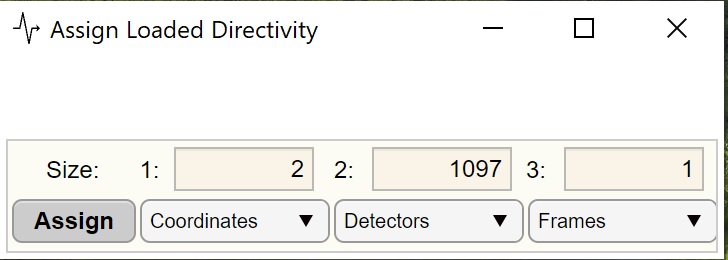 Assign Loaded Directivity
Size: 1: 2 2: 1097 3: 1
Assign Coordinates Detectors Frames